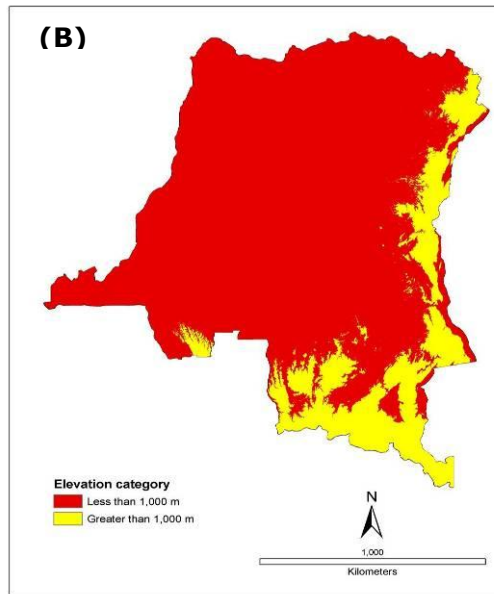 (B)
Elevation category
Less than 1,000 m
Greater than 1,000 m
N
1,000
Kilometers